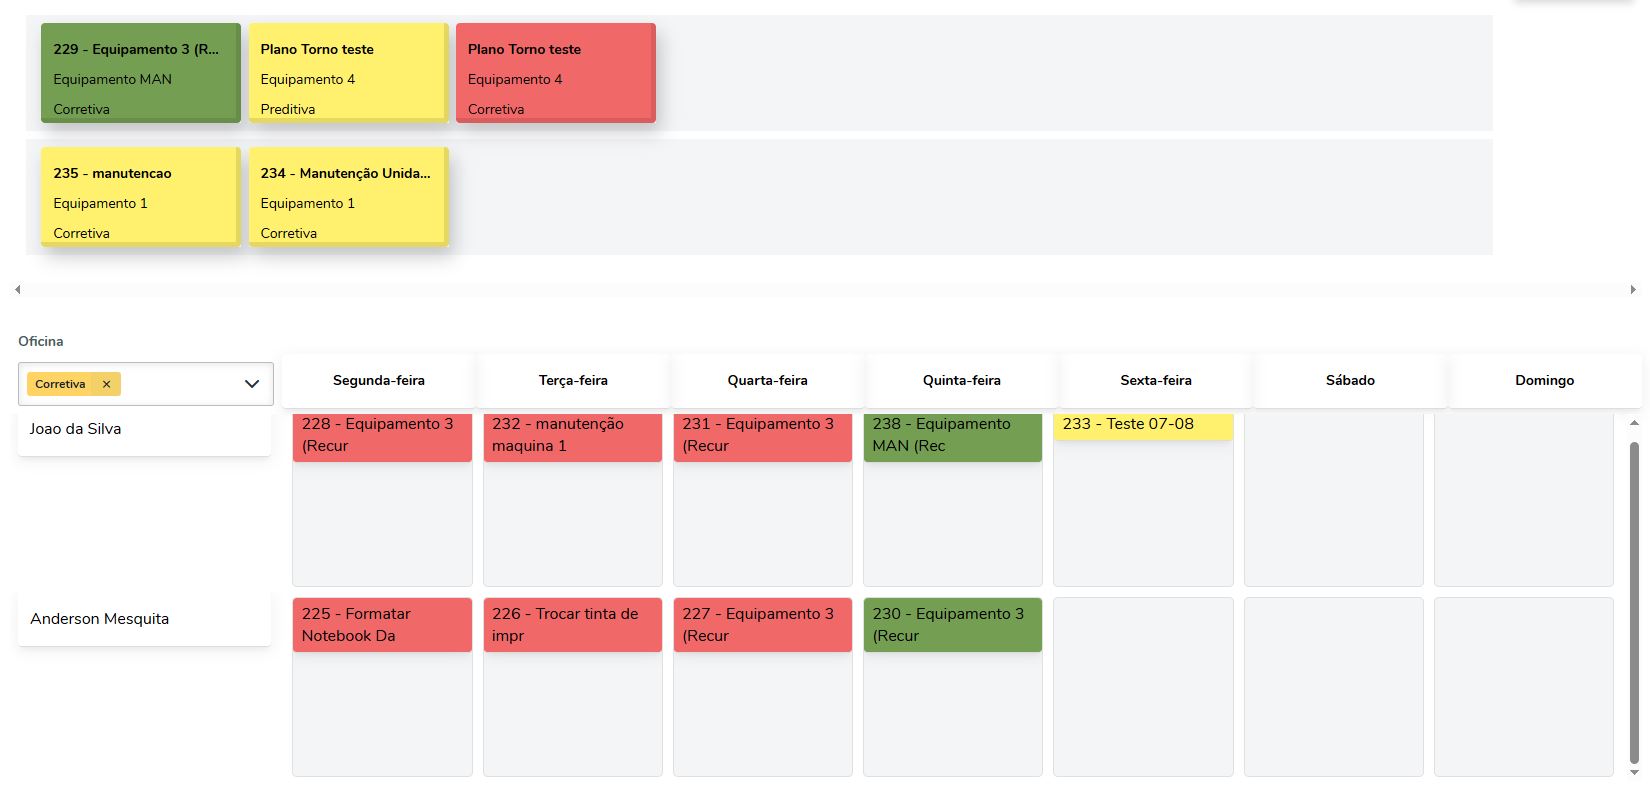 229 - Equipamento 3 (R...
Equipamento MAN
Corretiva
Plano Torno teste
Equipamento 4
Preditiva
Plano Torno teste
Equipamento 4
Corretiva
235 - manutencao
Equipamento 1
Corretiva
234 - Manutenção Unida...
Equipamento 1
Corretiva
Oficina
Corretiva ×
Segunda-feira
Terça-feira
Quarta-feira
Quinta-feira
Sexta-feira
Sábado
Domingo
Joao da Silva
228 - Equipamento 3
(Recur
232 - manutenção
maquina 1
231 - Equipamento 3
(Recur
238 - Equipamento
MAN (Rec
233 - Teste 07-08
Anderson Mesquita
225 - Formatar
Notebook Da
226 - Trocar tinta de
impr
227 - Equipamento 3
(Recur
230 - Equipamento 3
(Recur